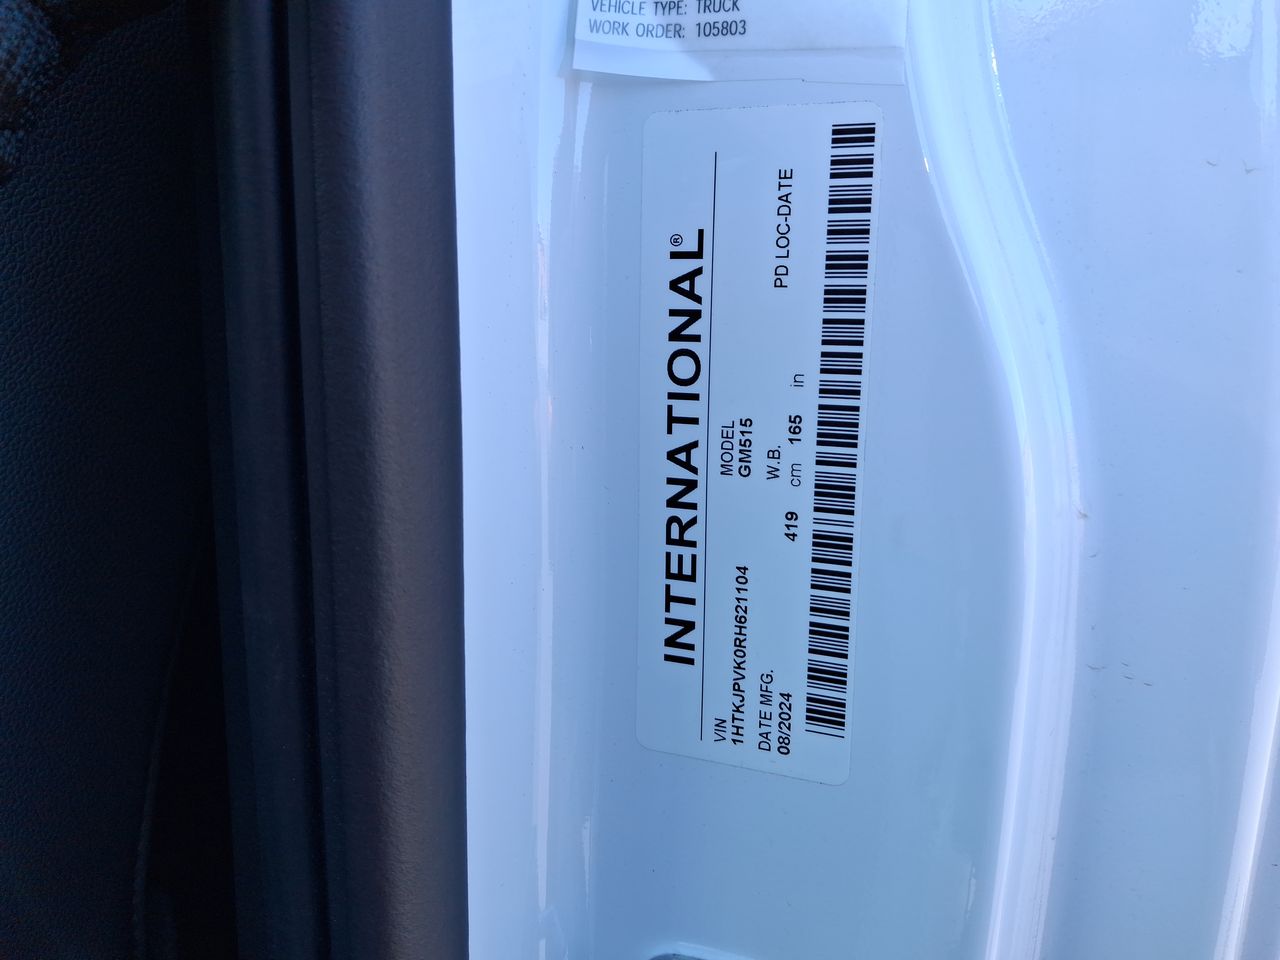 VEHICLE TYPE: TRUCK
WORK ORDER: 105803
INTERNATIONAL®
VIN
1HTKJPVK0RH621104
MODEL
GM515
DATE MFG.
08/2024
W.B.
419 cm 165 in
PD LOC-DATE